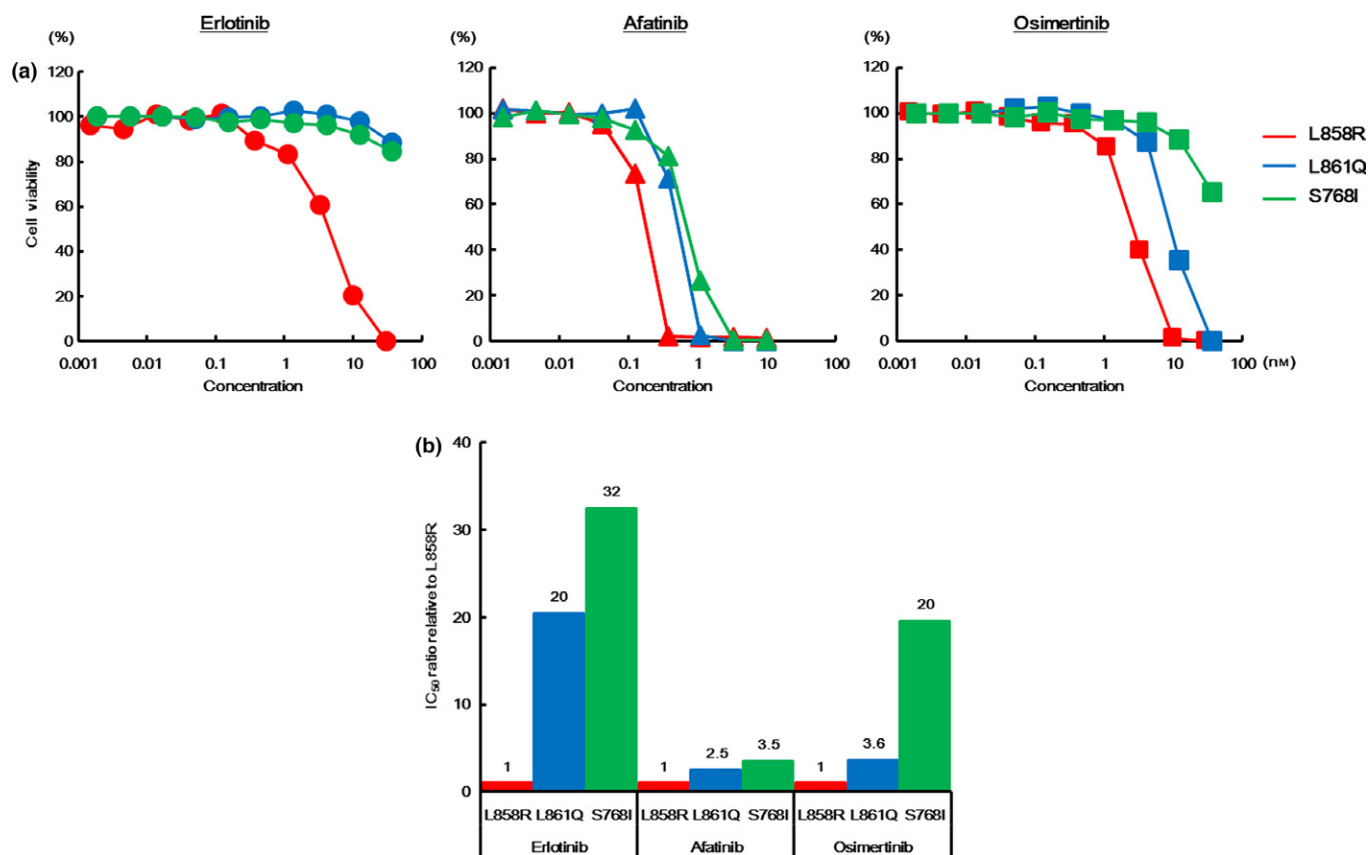 Erlotinib Afatinib Osimertinib
(%) (%) (%)
(a)
Cell viability
120 100 80 60 40 20 0
0.001 0.01 0.1 1 10 100
Concentration
120 100 80 60 40 20 0
0.001 0.01 0.1 1 10 100
Concentration
120 100 80 60 40 20 0
0.001 0.01 0.1 1 10 100 (nM)
Concentration
L858R
L861Q
S768I
(b)
IC50 ratio relative to L858R
40
30
20
10
0
1 20 32 1 2.5 3.5 1 3.6 20
L858R L861Q S768I L858R L861Q S768I L858R L861Q S768I
Erlotinib Afatinib Osimertinib